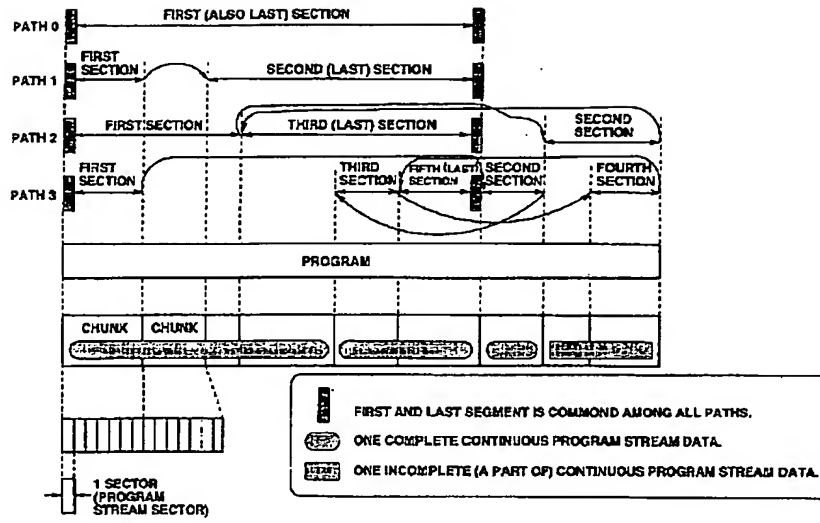 FIRST (ALSO LAST) SECTION
PATH 0
FIRST
SECTION
SECOND (LAST) SECTION
PATH 1
SECOND
SECTION
FIRST SECTION
THIRD (LAST) SECTION
PATH 2
FIRST
SECTION
THIRD
SECTION
FIFTH (LAST)
SECTION
SECOND
SECTION
FOURTH
SECTION
PATH 3
PROGRAM
CHUNK
CHUNK
FIRST AND LAST SEGMENT IS COMMOND AMONG ALL PATHS.
ONE COMPLETE CONTINUOUS PROGRAM STREAM DATA.
ONE INCOMPLETE (A PART OF) CONTINUOUS PROGRAM STREAM DATA.
1 SECTOR
(PROGRAM
STREAM SECTOR)